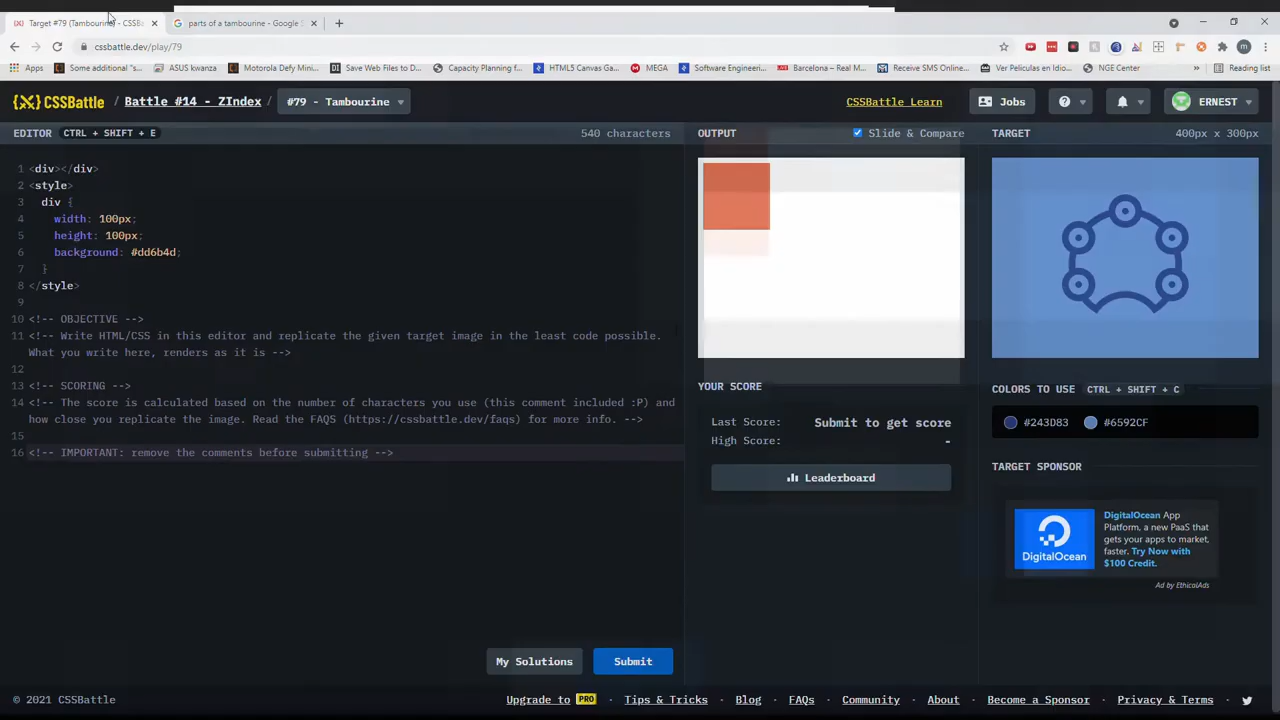 Target #79 (Tambourine) - CSSBa
parts of a tambourine - Google S
cssbattle.dev/play/79
Apps
Some additional "s...
ASUS kwanza
Motorola Defy Mini...
Save Web Files to D...
Capacity Planning f...
HTML5 Canvas Ga...
MEGA
Software Engineeri...
Barcelona – Real M...
Receive SMS Online...
Ver Peliculas en Idio...
NGE Center
»
Reading list
CSSBattle / Battle #14 - ZIndex / #79 - Tambourine
CSSBattle Learn
Jobs
ERNEST
EDITOR CTRL + SHIFT + E 540 characters
1 <div></div>
2 <style>
3 div {
4 width: 100px;
5 height: 100px;
6 background: #dd6b4d;
7 }
8 </style>
9
10 <!-- OBJECTIVE -->
11 <!-- Write HTML/CSS in this editor and replicate the given target image in the least code possible.
What you write here, renders as it is -->
12
13 <!-- SCORING -->
14 <!-- The score is calculated based on the number of characters you use (this comment included :P) and
how close you replicate the image. Read the FAQS (https://cssbattle.dev/faqs) for more info. -->
15
16 <!-- IMPORTANT: remove the comments before submitting -->
My Solutions
Submit
OUTPUT Slide & Compare
YOUR SCORE
Last Score: Submit to get score
High Score: -
Leaderboard
TARGET 400px x 300px
COLORS TO USE CTRL + SHIFT + C
#243D83 #6592CF
TARGET SPONSOR
DigitalOcean
DigitalOcean App
Platform, a new PaaS that
gets your apps to market,
faster. Try Now with
$100 Credit.
Ad by EthicalAds
© 2021 CSSBattle
Upgrade to PRO • Tips & Tricks • Blog • FAQs • Community • About • Become a Sponsor • Privacy & Terms •